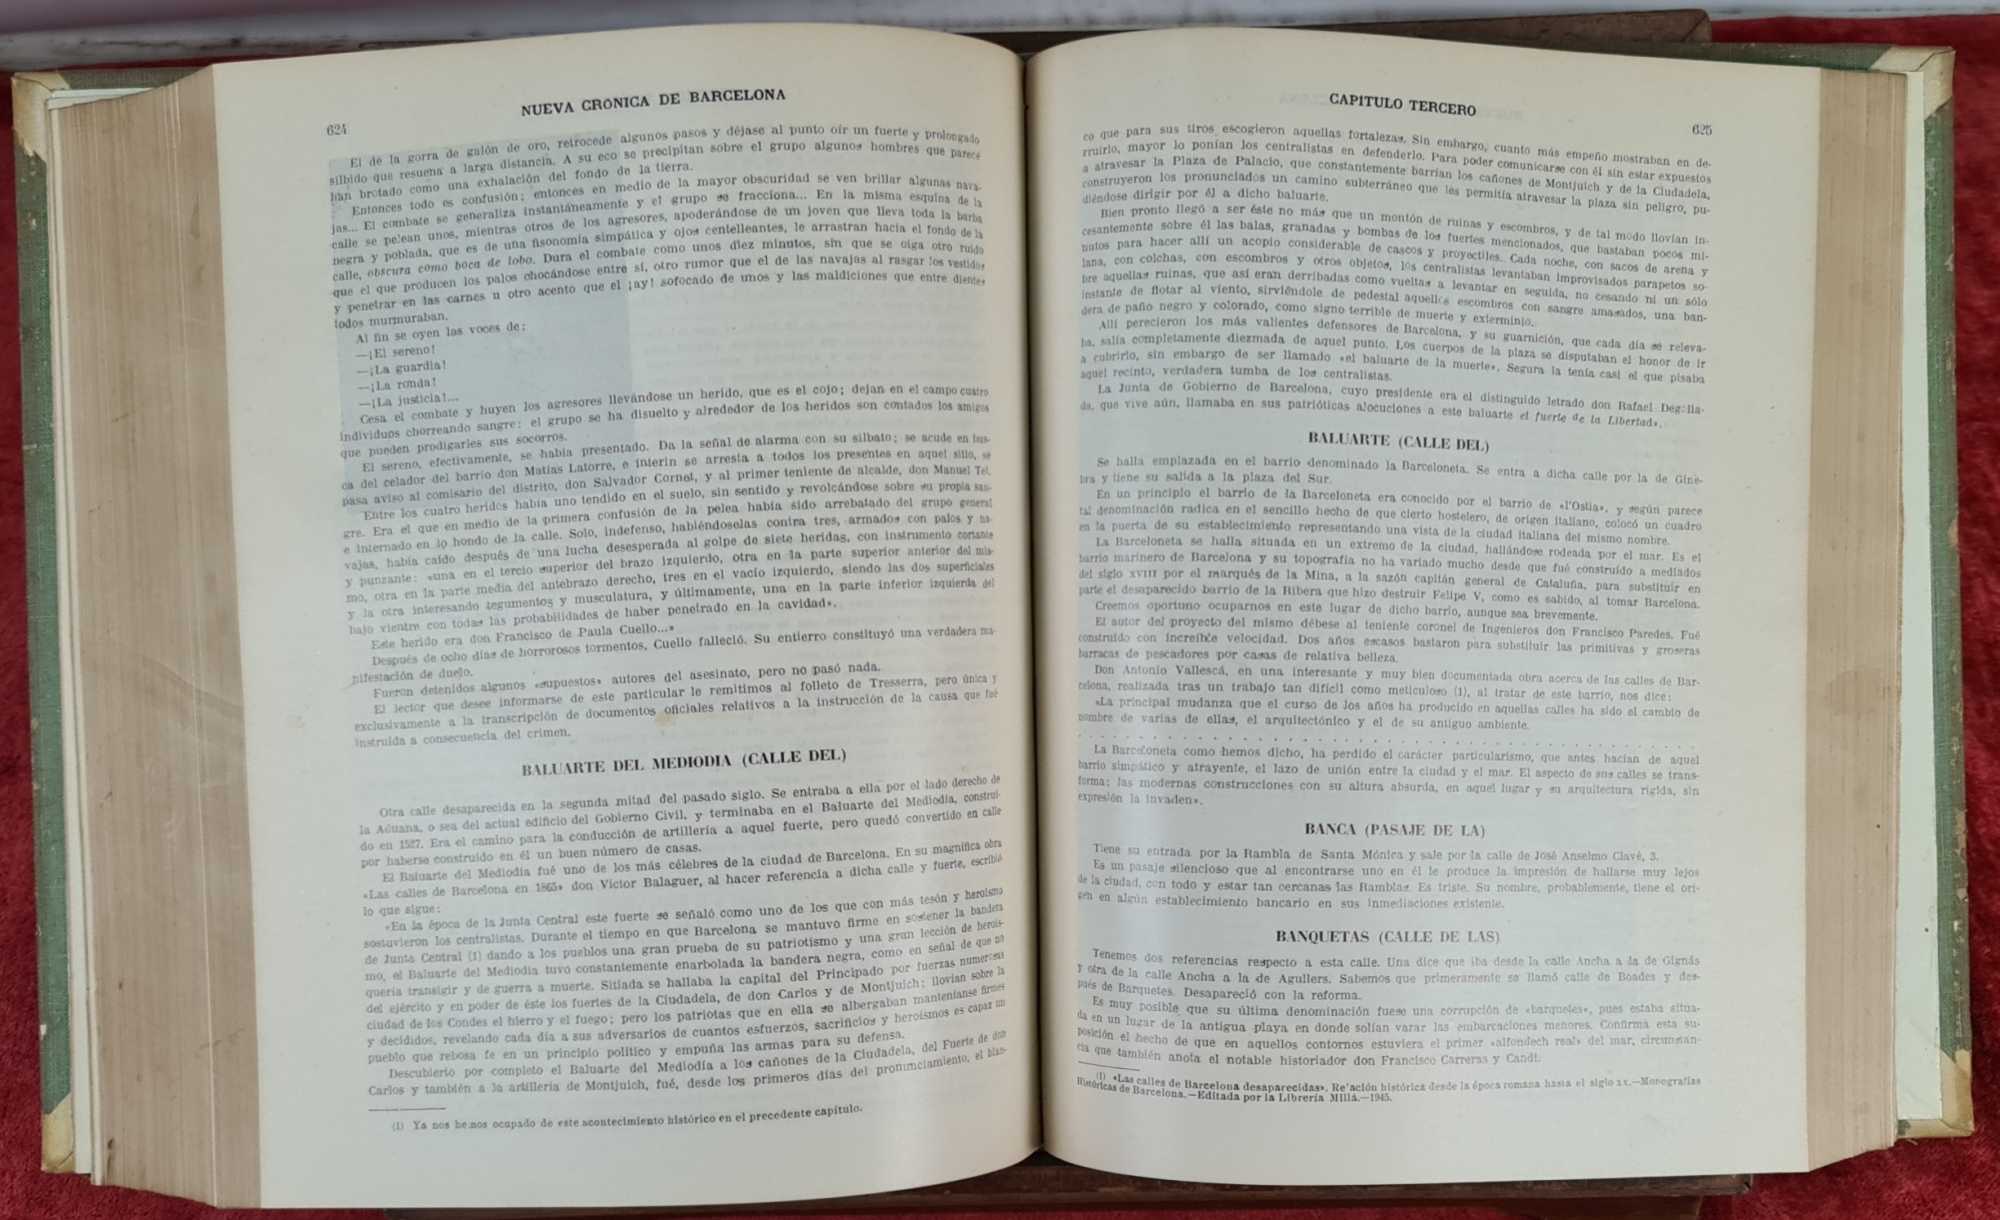 624
NUEVA CRONICA DE BARCELONA
El de la gorra de galón de oro, retrocede algunos pasos y déjase al punto oír un fuerte y prolongado
silbido que resuena a larga distancia. A su eco se precipitan sobre el grupo algunos hombres que parece
han brotado como una exhalación del fondo de la tierra.
Entonces todo es confusión; entonces en medio de la mayor obscuridad se ven brillar algunas nava-
jas... El combate se generaliza instantáneamente y el grupo se fracciona... En la misma esquina de la
calle se pelean unos, mientras otros de los agresores, apoderándose de um joven que lleva toda la barba
negra y poblada, que es de una fisonomía simpática y ojos centelleantes, le arrastran hacia el fondo de la
calle, obscura como boca de lobo. Dura el combate como unos diez minutos, sin que se oiga otro ruido
que el que producen los palos chocándose entre sí, otro rumor que el de las navajas al rasgar los vestidos
y penetrar en las carnes u otro acento que el ¡ay! sofocado de unos y las maldiciones que entre dientes
todos murmuraban.
Al fin se oyen las voces de:
—¡El sereno!
—¡La guardia!
—¡La ronda!
—¡La justicia!...
Cesa el combate y huyen los agresores llevándose un herido, que es el cojo; dejan en el campo cuatro
individuos chorreando sangre: el grupo se ha disuelto y alrededor de los heridos son contados los amigos
que pueden prodigarles sus socorros.
El sereno, efectivamente, se había presentado. Da la señal de alarma con su silbato; se acude en bus-
ca del celador del barrio don Matías Latorre, e interin se arresta a todos los presentes en aquel sitio, se
pasa aviso al comisario del distrito, don Salvador Cornet, y al primer teniente de alcalde, don Manuel Tel.
Entre los cuatro heridos había uno tendido en el suelo, sin sentido y revolcándose sobre su propia san-
gre. Era el que en medio de la primera confusión de la pelea había sido arrebatado del grupo general
e internado en lo hondo de la calle. Solo, indefenso, habiéndoselas contra tres, armados con palos y na-
vajas, había caído después de una lucha desesperada al golpe de siete heridas, con instrumento cortante
y punzante: «una en el tercio superior del brazo izquierdo, otra en la parte superior anterior del mis-
mo, otra en la parte media del antebrazo derecho, tres en el vacío izquierdo, siendo las dos superficiales
y la otra interesando tegumentos y musculatura, y últimamente, una en la parte inferior izquierda del
bajo vientre con todas las probabilidades de haber penetrado en la cavidad».
Este herido era don Francisco de Paula Cuello...»
Después de ocho días de horrorosos tormentos, Cuello falleció. Su entierro constituyó una verdadera ma-
nifestación de duelo.
Fueron detenidos algunos «supuestos» autores del asesinato, pero no pasó nada.
El lector que desee informarse de este particular le remitimos al folleto de Tresserra, pero única y
exclusivamente a la transcripción de documentos oficiales relativos a la instrucción de la causa que fué
instruída a consecuencia del crimen.
BALUARTE DEL MEDIODIA (CALLE DEL)
Otra calle desaparecida en la segunda mitad del pasado siglo. Se entraba a ella por el lado derecho de
la Aduana, o sea del actual edificio del Gobierno Civil, y terminaba en el Baluarte del Mediodía, construí-
do en 1527. Era el camino para la conducción de artillería a aquel fuerte, pero quedó convertido en calle
por haberse construído en él un buen número de casas.
El Baluarte del Mediodía fué uno de los más célebres de la ciudad de Barcelona. En su magnífica obra
«Las calles de Barcelona en 1865» don Víctor Balaguer, al hacer referencia a dicha calle y fuerte, escribió
lo que sigue:
«En la época de la Junta Central este fuerte se señaló como uno de los que con más tesón y heroísmo
sostuvieron los centralistas. Durante el tiempo en que Barcelona se mantuvo firme en sostener la bandera
de Junta Central (1) dando a los pueblos una gran prueba de su patriotismo y una gran lección de herois-
mo, el Baluarte del Mediodía tuvo constantemente enarbolada la bandera negra, como en señal de que no
quería transigir y de guerra a muerte. Sitiada se hallaba la capital del Principado por fuerzas numerosas
del ejército y en poder de éste los fuertes de la Ciudadela, de don Carlos y de Montjuich; llovían sobre la
ciudad de los Condes el hierro y el fuego; pero los patriotas que en ella se albergaban manteníanse firmes
y decididos, revelando cada día a sus adversarios de cuantos esfuerzos, sacrificios y heroísmos es capaz un
pueblo que rebosa fe en un principio político y empuña las armas para su defensa.
Descubierto por completo el Baluarte del Mediodía a los cañones de la Ciudadela, del Fuerte de don
Carlos y también a la artillería de Montjuich, fué, desde los primeros días del pronunciamiento, el blan-
(1) Ya nos hemos ocupado de este acontecimiento histórico en el precedente capítulo.
CAPITULO TERCERO
625
co que para sus tiros escogieron aquellas fortalezas. Sin embargo, cuanto más empeño mostraban en de-
rruirlo, mayor lo ponían los centralistas en defenderlo. Para poder comunicarse con él sin estar expuestos
a atravesar la Plaza de Palacio, que constantemente barrían los cañones de Montjuich y de la Ciudadela,
construyeron los pronunciados un camino subterráneo que les permitía atravesar la plaza sin peligro, pu-
diéndose dirigir por él a dicho baluarte.
Bien pronto llegó a ser éste no más que un montón de ruinas y escombros, y de tal modo llovían in-
cesantemente sobre él las balas, granadas y bombas de los fuertes mencionados, que bastaban pocos mi-
nutos para hacer allí un acopio considerable de cascos y proyectiles. Cada noche, con sacos de arena y
lana, con colchas, con escombros y otros objetos, los centralistas levantaban improvisados parapetos so-
bre aquellas ruinas, que así eran derribadas como vueltas a levantar en seguida, no cesando ni un sólo
instante de flotar al viento, sirviéndole de pedestal aquellos escombros con sangre amasados, una ban-
dera de paño negro y colorado, como signo terrible de muerte y exterminio.
Allí perecieron los más valientes defensores de Barcelona, y su guarnición, que cada día se releva-
ba, salía completamente diezmada de aquel punto. Los cuerpos de la plaza se disputaban el honor de ir
a cubrirlo, sin embargo de ser llamado «el baluarte de la muerte». Segura la tenía casi el que pisaba
aquel recinto, verdadera tumba de los centralistas.
La Junta de Gobierno de Barcelona, cuyo presidente era el distinguido letrado don Rafael Degolla-
da, que vive aún, llamaba en sus patrióticas alocuciones a este baluarte el fuerte de la Libertad».
BALUARTE (CALLE DEL)
Se halla emplazada en el barrio denominado la Barceloneta. Se entra a dicha calle por la de Gine-
bra y tiene su salida a la plaza del Sur.
En un principio el barrio de la Barceloneta era conocido por el barrio de «l'Ostia», y según parece
tal denominación radica en el sencillo hecho de que cierto hostelero, de origen italiano, colocó un cuadro
en la puerta de su establecimiento representando una vista de la ciudad italiana del mismo nombre.
La Barceloneta se halla situada en un extremo de la ciudad, hallándose rodeada por el mar. Es el
barrio marinero de Barcelona y su topografía no ha variado mucho desde que fué construído a mediados
del siglo XVIII por el marqués de la Mina, a la sazón capitán general de Cataluña, para substituir en
parte el desaparecido barrio de la Ribera que hizo destruir Felipe V, como es sabido, al tomar Barcelona.
Creemos oportuno ocuparnos en este lugar de dicho barrio, aunque sea brevemente.
El autor del proyecto del mismo débese al teniente coronel de Ingenieros don Francisco Paredes. Fué
construído con increíble velocidad. Dos años escasos bastaron para substituir las primitivas y groseras
barracas de pescadores por casas de relativa belleza.
Don Antonio Vallescá, en una interesante y muy bien documentada obra acerca de las calles de Bar-
celona, realizada tras un trabajo tan difícil como meticuloso (1), al tratar de este barrio, nos dice:
«La principal mudanza que el curso de los años ha producido en aquellas calles ha sido el cambio de
nombre de varias de ellas, el arquitectónico y el de su antiguo ambiente.
. . . . . . . . . . . . . . . . . . . . . . . . . . . . . . . . . . . .
La Barceloneta como hemos dicho, ha perdido el carácter particularismo, que antes hacían de aquel
barrio simpático y atrayente, el lazo de unión entre la ciudad y el mar. El aspecto de sus calles se trans-
forma; las modernas construcciones con su altura absurda, en aquel lugar y su arquitectura rígida, sin
expresión la invaden».
BANCA (PASAJE DE LA)
Tiene su entrada por la Rambla de Santa Mónica y sale por la calle de José Anselmo Clavé, 3.
Es un pasaje silencioso que al encontrarse uno en él le produce la impresión de hallarse muy lejos
de la ciudad, con todo y estar tan cercanas las Ramblas. Es triste. Su nombre, probablemente, tiene el ori-
gen en algún establecimiento bancario en sus inmediaciones existente.
BANQUETAS (CALLE DE LAS)
Tenemos dos referencias respecto a esta calle. Una dice que iba desde la calle Ancha a la de Gignás
y otra de la calle Ancha a la de Agullers. Sabemos que primeramente se llamó calle de Boades y des-
pués de Barquetes. Desapareció con la reforma.
Es muy posible que su última denominación fuese una corrupción de «barquetes», pues estaba situa-
da en un lugar de la antigua playa en donde solían varar las embarcaciones menores. Confirma esta su-
posición el hecho de que en aquellos contornos estuviera el primer «alfondech real» del mar, circunstan-
cia que también anota el notable historiador don Francisco Carreras y Candi.
(1) «Las calles de Barcelona desaparecidas». Relación histórica desde la época romana hasta el siglo XX.—Monografías
Históricas de Barcelona.—Editada por la Librería Millá.—1945.